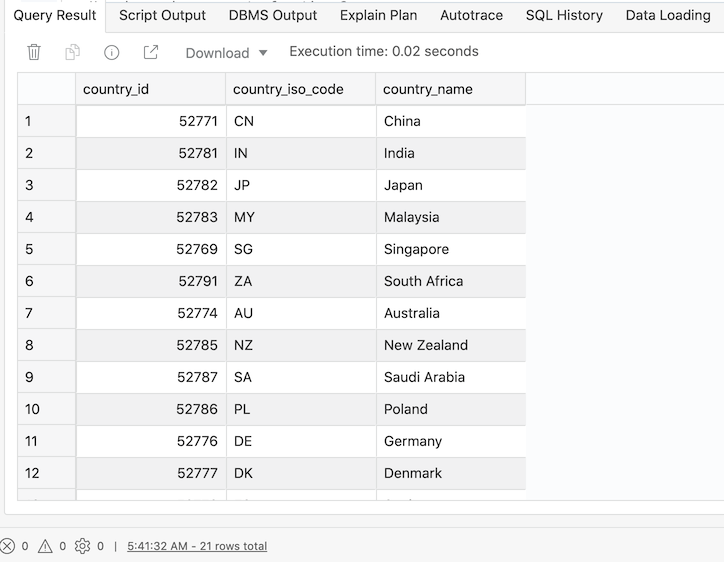 Query Result Script Output DBMS Output Explain Plan Autotrace SQL History Data Loading
Download Execution time: 0.02 seconds
country_id country_iso_code country_name
1 52771 CN China
2 52781 IN India
3 52782 JP Japan
4 52783 MY Malaysia
5 52769 SG Singapore
6 52791 ZA South Africa
7 52774 AU Australia
8 52785 NZ New Zealand
9 52787 SA Saudi Arabia
10 52786 PL Poland
11 52776 DE Germany
12 52777 DK Denmark
0 0 0 | 5:41:32 AM - 21 rows total